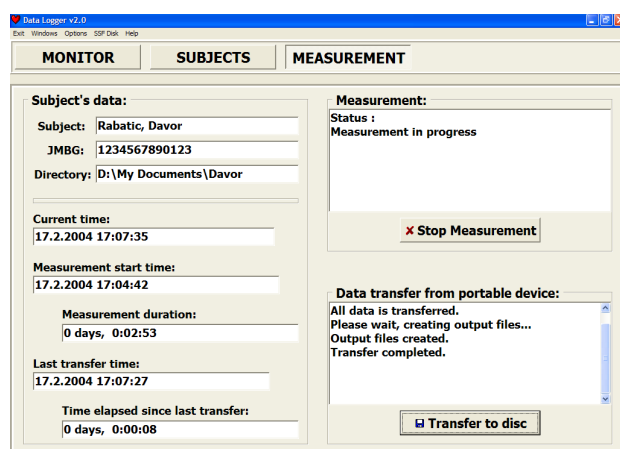 Data Logger v2.0
Exit Windows Options SSF Disk Help
MONITOR SUBJECTS MEASUREMENT
Subject's data:
Subject: Rabatic, Davor
JMBG: 1234567890123
Directory: D:\My Documents\Davor
Current time:
17.2.2004 17:07:35
Measurement start time:
17.2.2004 17:04:42
Measurement duration:
0 days, 0:02:53
Last transfer time:
17.2.2004 17:07:27
Time elapsed since last transfer:
0 days, 0:00:08
Measurement:
Status :
Measurement in progress
Stop Measurement
Data transfer from portable device:
All data is transferred.
Please wait, creating output files...
Output files created.
Transfer completed.
Transfer to disc